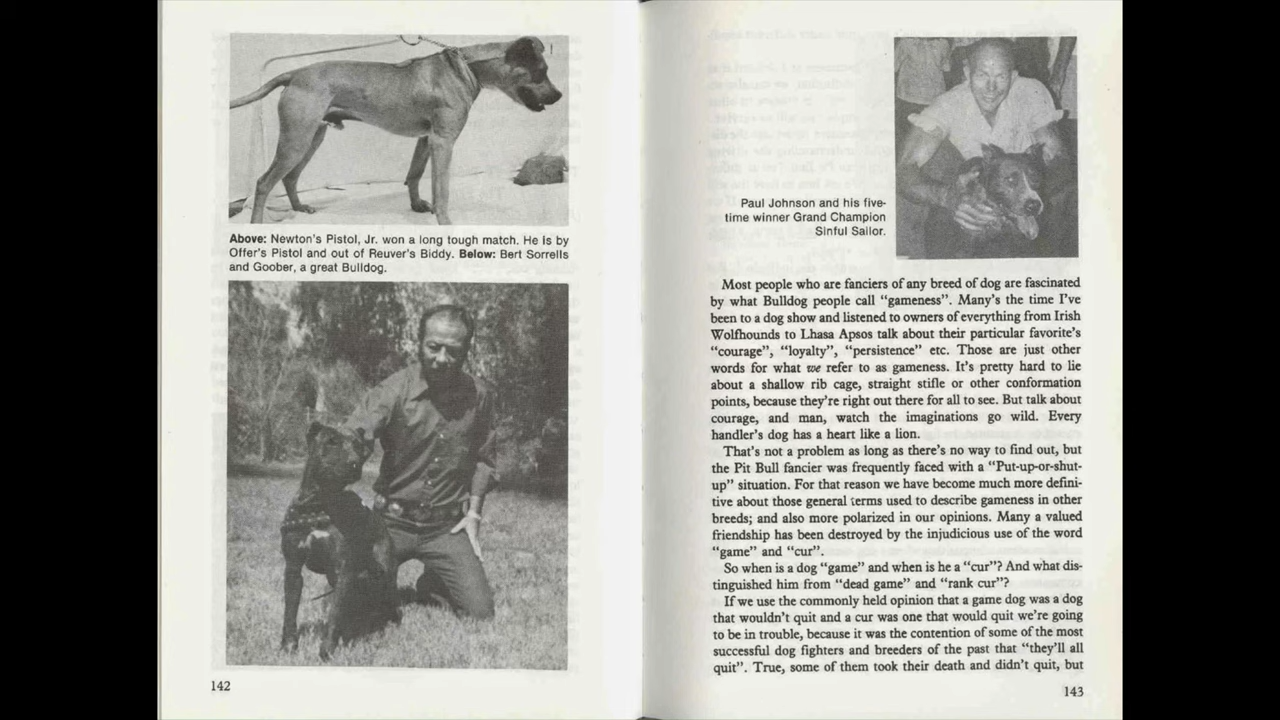 Above: Newton's Pistol, Jr. won a long tough match. He is by
Offer's Pistol and out of Reuver's Biddy. Below: Bert Sorrells
and Goober, a great Bulldog.
142
Paul Johnson and his five-
time winner Grand Champion
Sinful Sailor.
Most people who are fanciers of any breed of dog are fascinated
by what Bulldog people call “gameness”. Many's the time I've
been to a dog show and listened to owners of everything from Irish
Wolfhounds to Lhasa Apsos talk about their particular favorite's
“courage”, “loyalty”, “persistence” etc. Those are just other
words for what we refer to as gameness. It's pretty hard to lie
about a shallow rib cage, straight stifle or other conformation
points, because they're right out there for all to see. But talk about
courage, and man, watch the imaginations go wild. Every
handler's dog has a heart like a lion.
That's not a problem as long as there's no way to find out, but
the Pit Bull fancier was frequently faced with a “Put-up-or-shut-
up” situation. For that reason we have become much more defini-
tive about those general terms used to describe gameness in other
breeds; and also more polarized in our opinions. Many a valued
friendship has been destroyed by the injudicious use of the word
“game” and “cur”.
So when is a dog “game” and when is he a “cur”? And what dis-
tinguished him from “dead game” and “rank cur”?
If we use the commonly held opinion that a game dog was a dog
that wouldn't quit and a cur was one that would quit we're going
to be in trouble, because it was the contention of some of the most
successful dog fighters and breeders of the past that “they'll all
quit”. True, some of them took their death and didn't quit, but
143